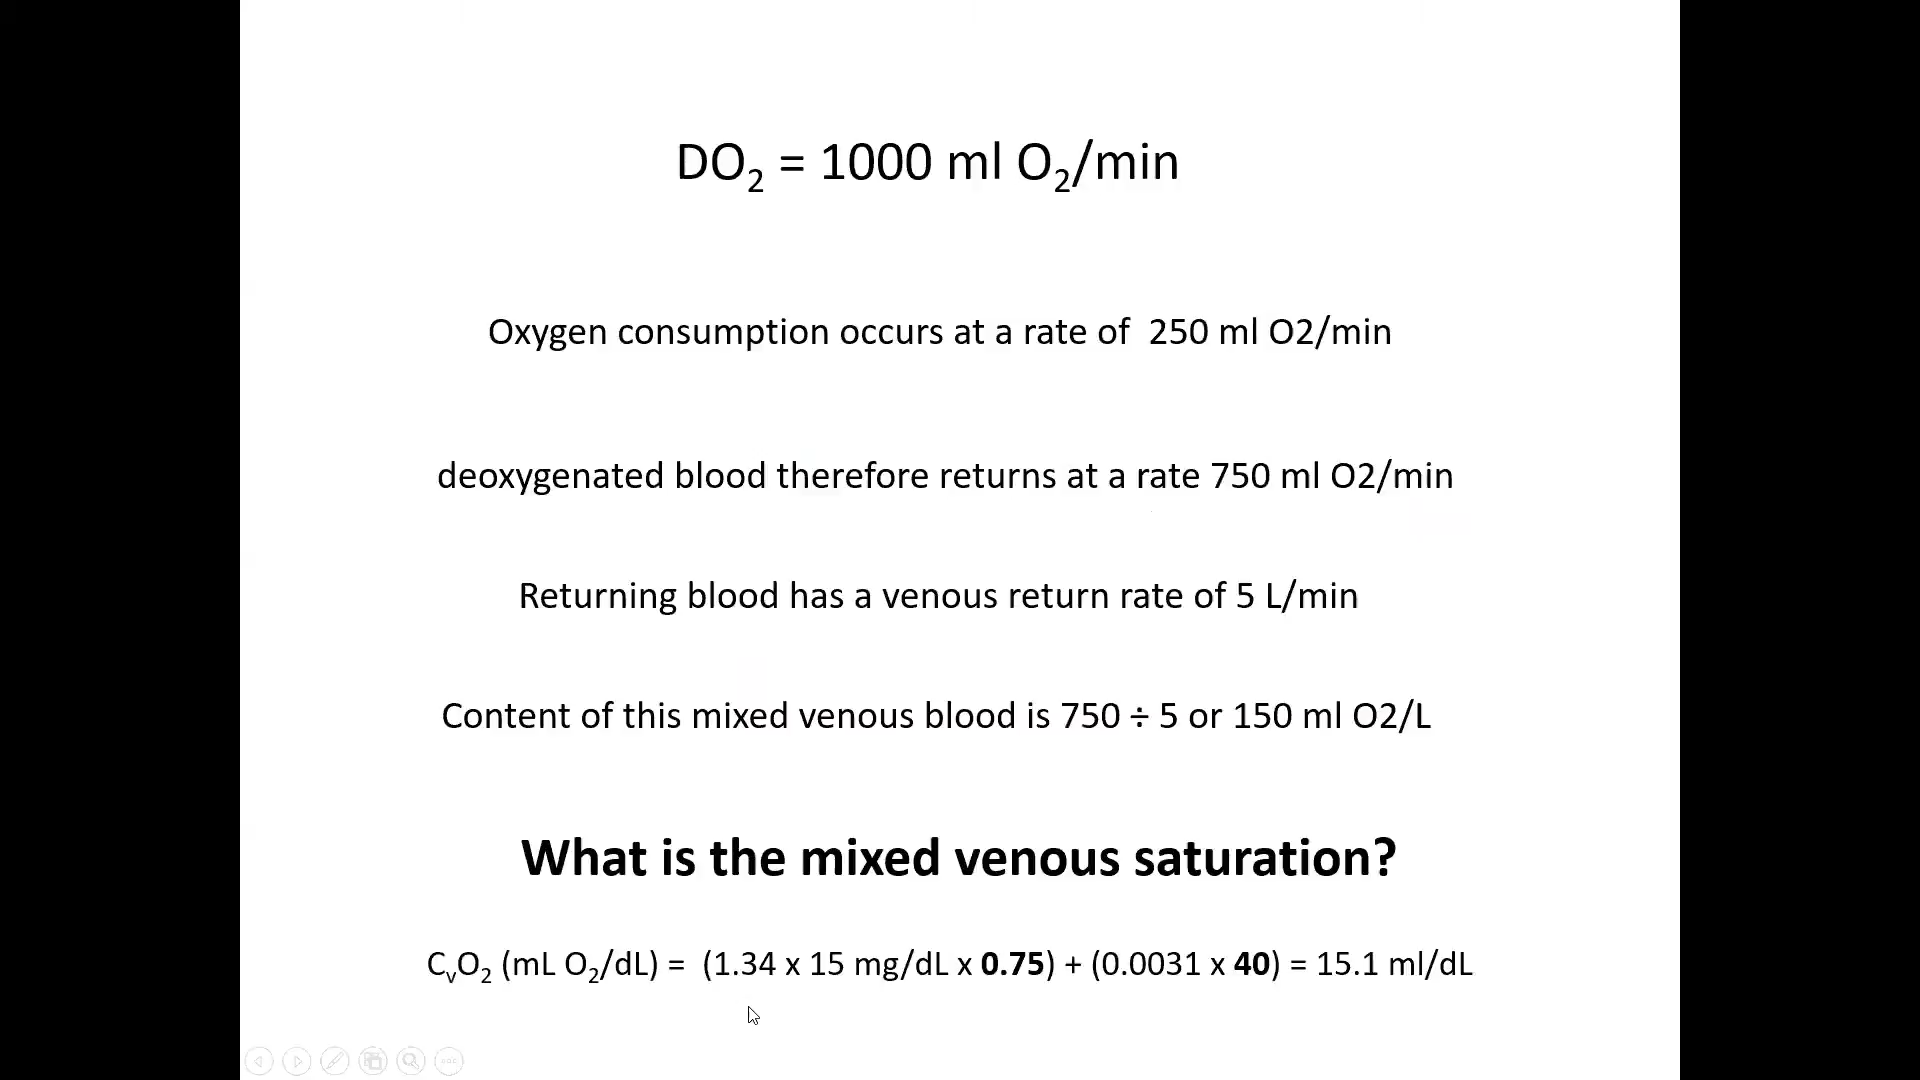 DO₂ = 1000 ml O₂/min
Oxygen consumption occurs at a rate of  250 ml O2/min
deoxygenated blood therefore returns at a rate 750 ml O2/min
Returning blood has a venous return rate of 5 L/min
Content of this mixed venous blood is 750 ÷ 5 or 150 ml O2/L
What is the mixed venous saturation?
CᵥO₂ (mL O₂/dL) =  (1.34 x 15 mg/dL x 0.75) + (0.0031 x 40) = 15.1 ml/dL